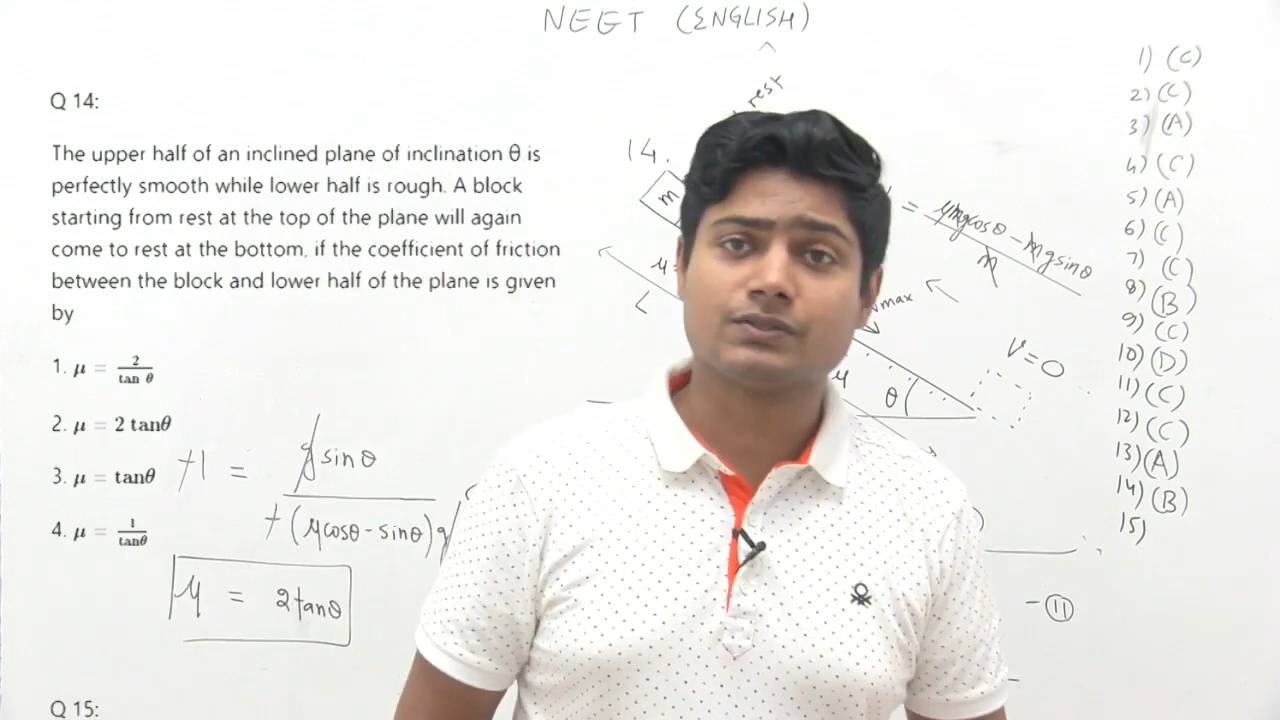 NEET (ENGLISH)
^
Q 14:
The upper half of an inclined plane of inclination θ is
perfectly smooth while lower half is rough. A block
starting from rest at the top of the plane will again
come to rest at the bottom, if the coefficient of friction
between the block and lower half of the plane is given
by
1. μ = 2/tan θ
2. μ = 2 tanθ
3. μ = tanθ
4. μ = 1/tanθ
+1 = g sinθ
+ (μcosθ - sinθ)g
μ = 2tanθ
Q 15:
rest
14.
m
μ=
L
= μmgcosθ - mgsinθ
m
Vmax
μ
θ
V = 0
- 11
1) (C)
2) (C)
3) (A)
4) (C)
5) (A)
6) (C)
7) (C)
8) (B)
9) (C)
10) (D)
11) (C)
12) (C)
13) (A)
14) (B)
15)